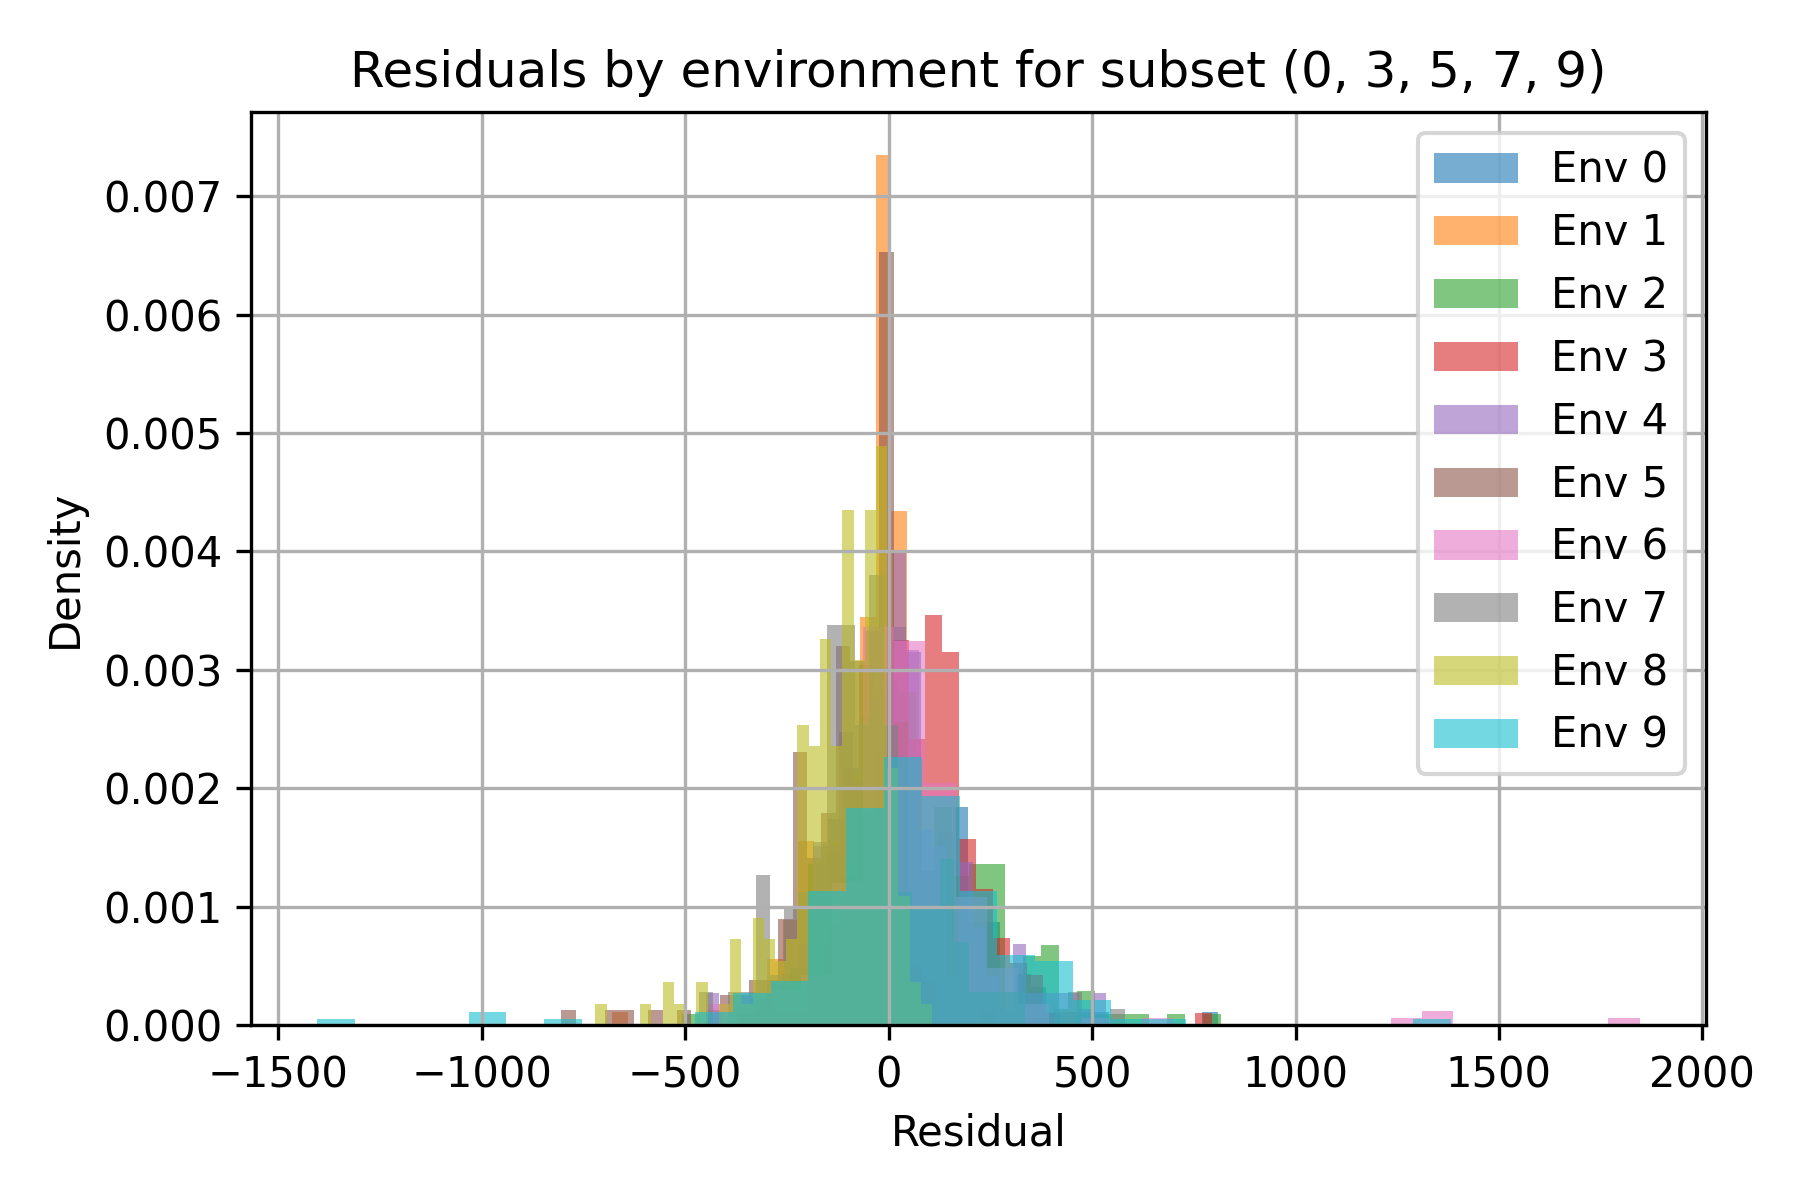 Residuals by environment for subset (0, 3, 5, 7, 9)
Density
0.007
0.006
0.005
0.004
0.003
0.002
0.001
0.000
−1500 −1000 −500 0 500 1000 1500 2000
Residual
Env 0
Env 1
Env 2
Env 3
Env 4
Env 5
Env 6
Env 7
Env 8
Env 9